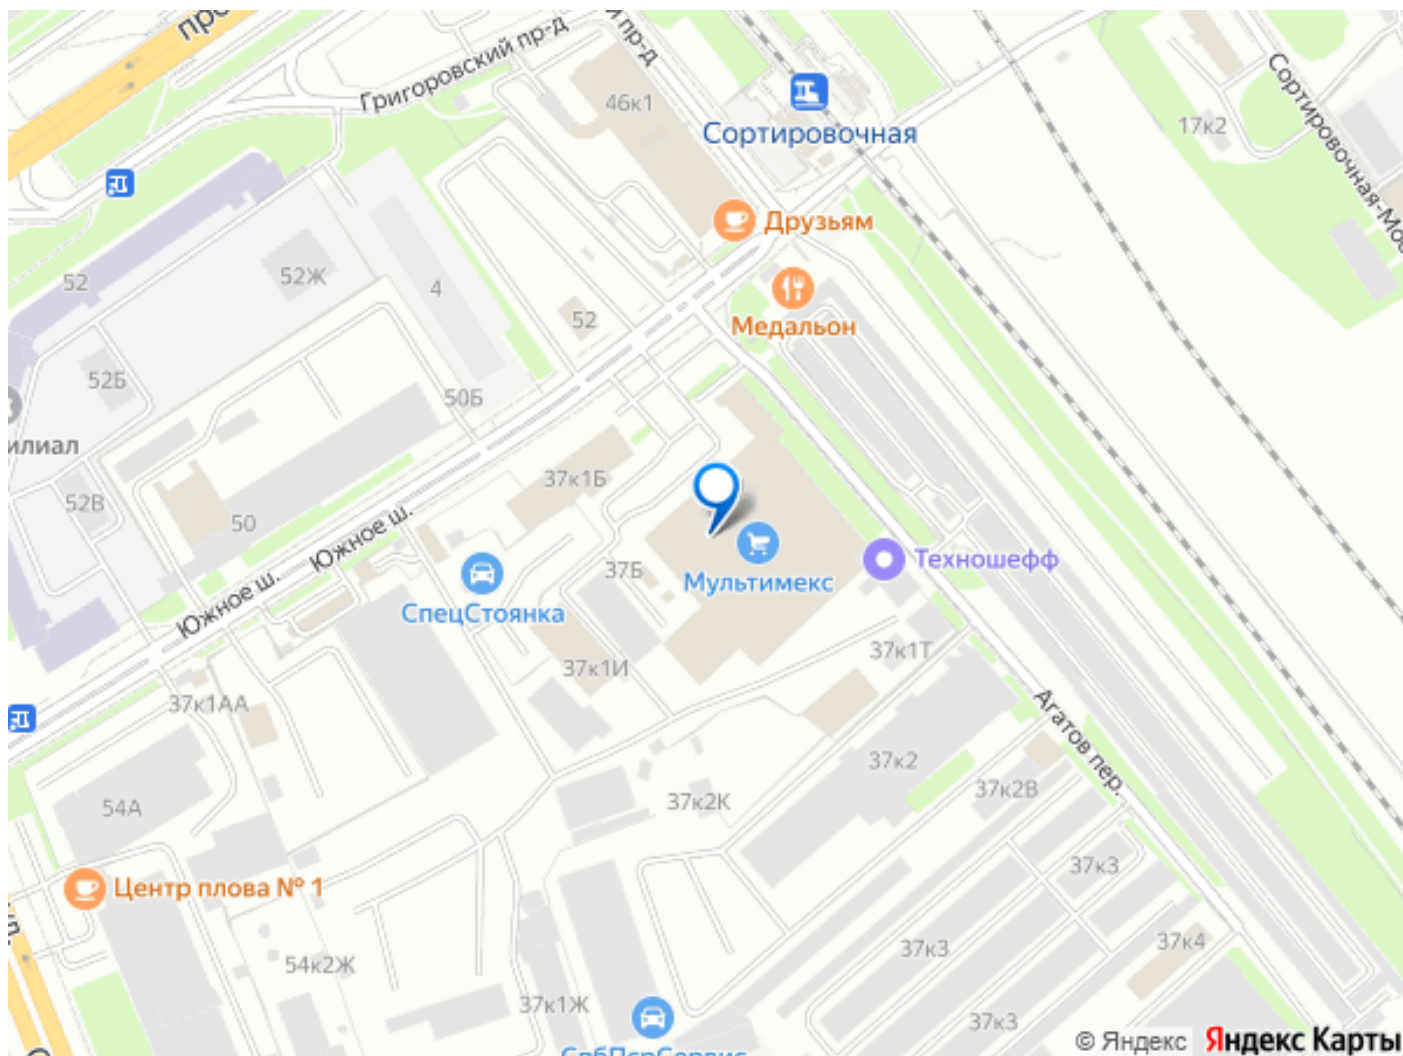 Григоровский пр-д
й пр-д
46к1
Сортировочная
17к2
Сортировочная-Мос
Друзьям
52
52Ж
4
52
Медальон
52Б
50Б
илиал
37к1Б
52В
50
Южное ш.
Южное ш.
СпецСтоянка
37Б
Мультимекс
Техношефф
37к1И
37к1Т
37к1АА
Агатов пер.
37к2
37к2К
37к2В
54А
37к3
Центр плова № 1
37к3
37к4
54к2Ж
37к1Ж
37к3
© Яндекс
Яндекс Карты